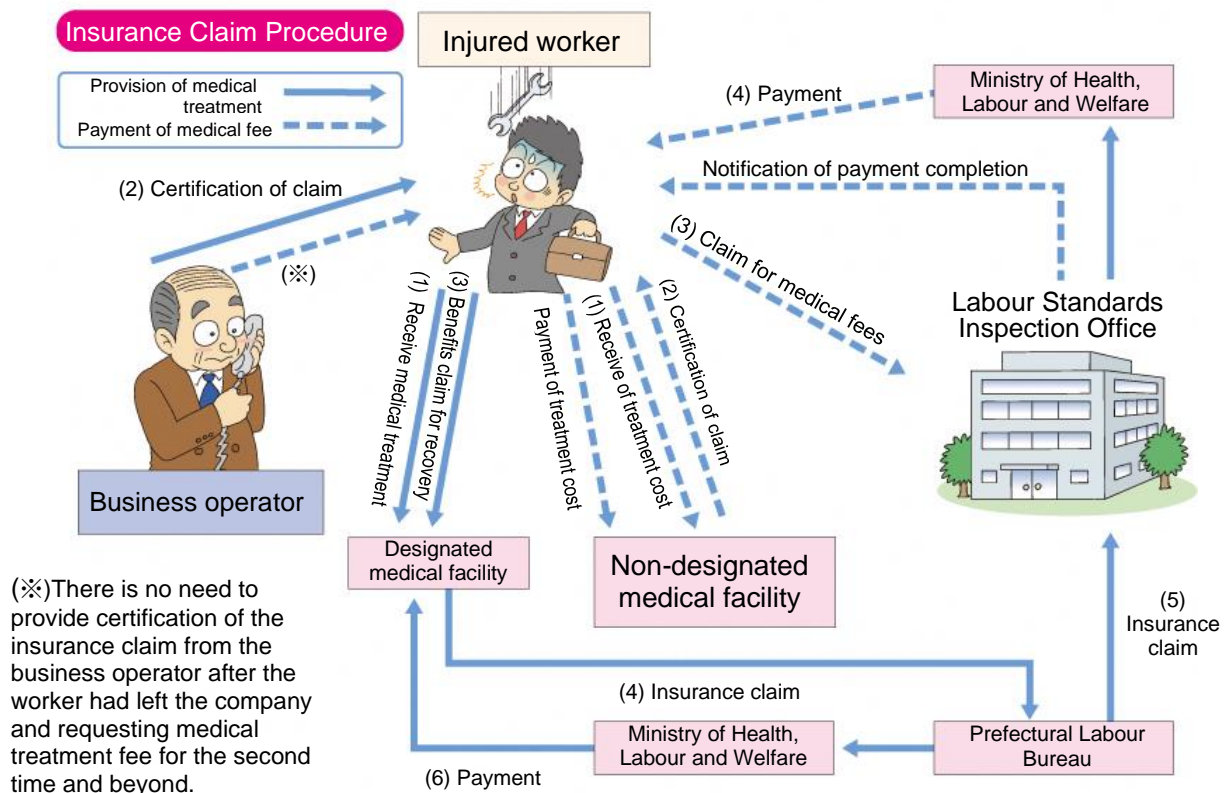 Insurance Claim Procedure
Injured worker
Provision of medical
treatment
Payment of medical fee
(4) Payment
Ministry of Health,
Labour and Welfare
Notification of payment completion
(2) Certification of claim
(※)
(3) Claim for medical fees
Labour Standards
Inspection Office
(1) Receive medical treatment
(3) Benefits claim for recovery
Payment of treatment cost
(1) Receive of treatment cost
(2) Certification of claim
Business operator
Designated
medical facility
Non-designated
medical facility
(※)There is no need to
provide certification of the
insurance claim from the
business operator after the
worker had left the company
and requesting medical
treatment fee for the second
time and beyond.
(5)
Insurance
claim
(4) Insurance claim
Ministry of Health,
Labour and Welfare
Prefectural Labour
Bureau
(6) Payment